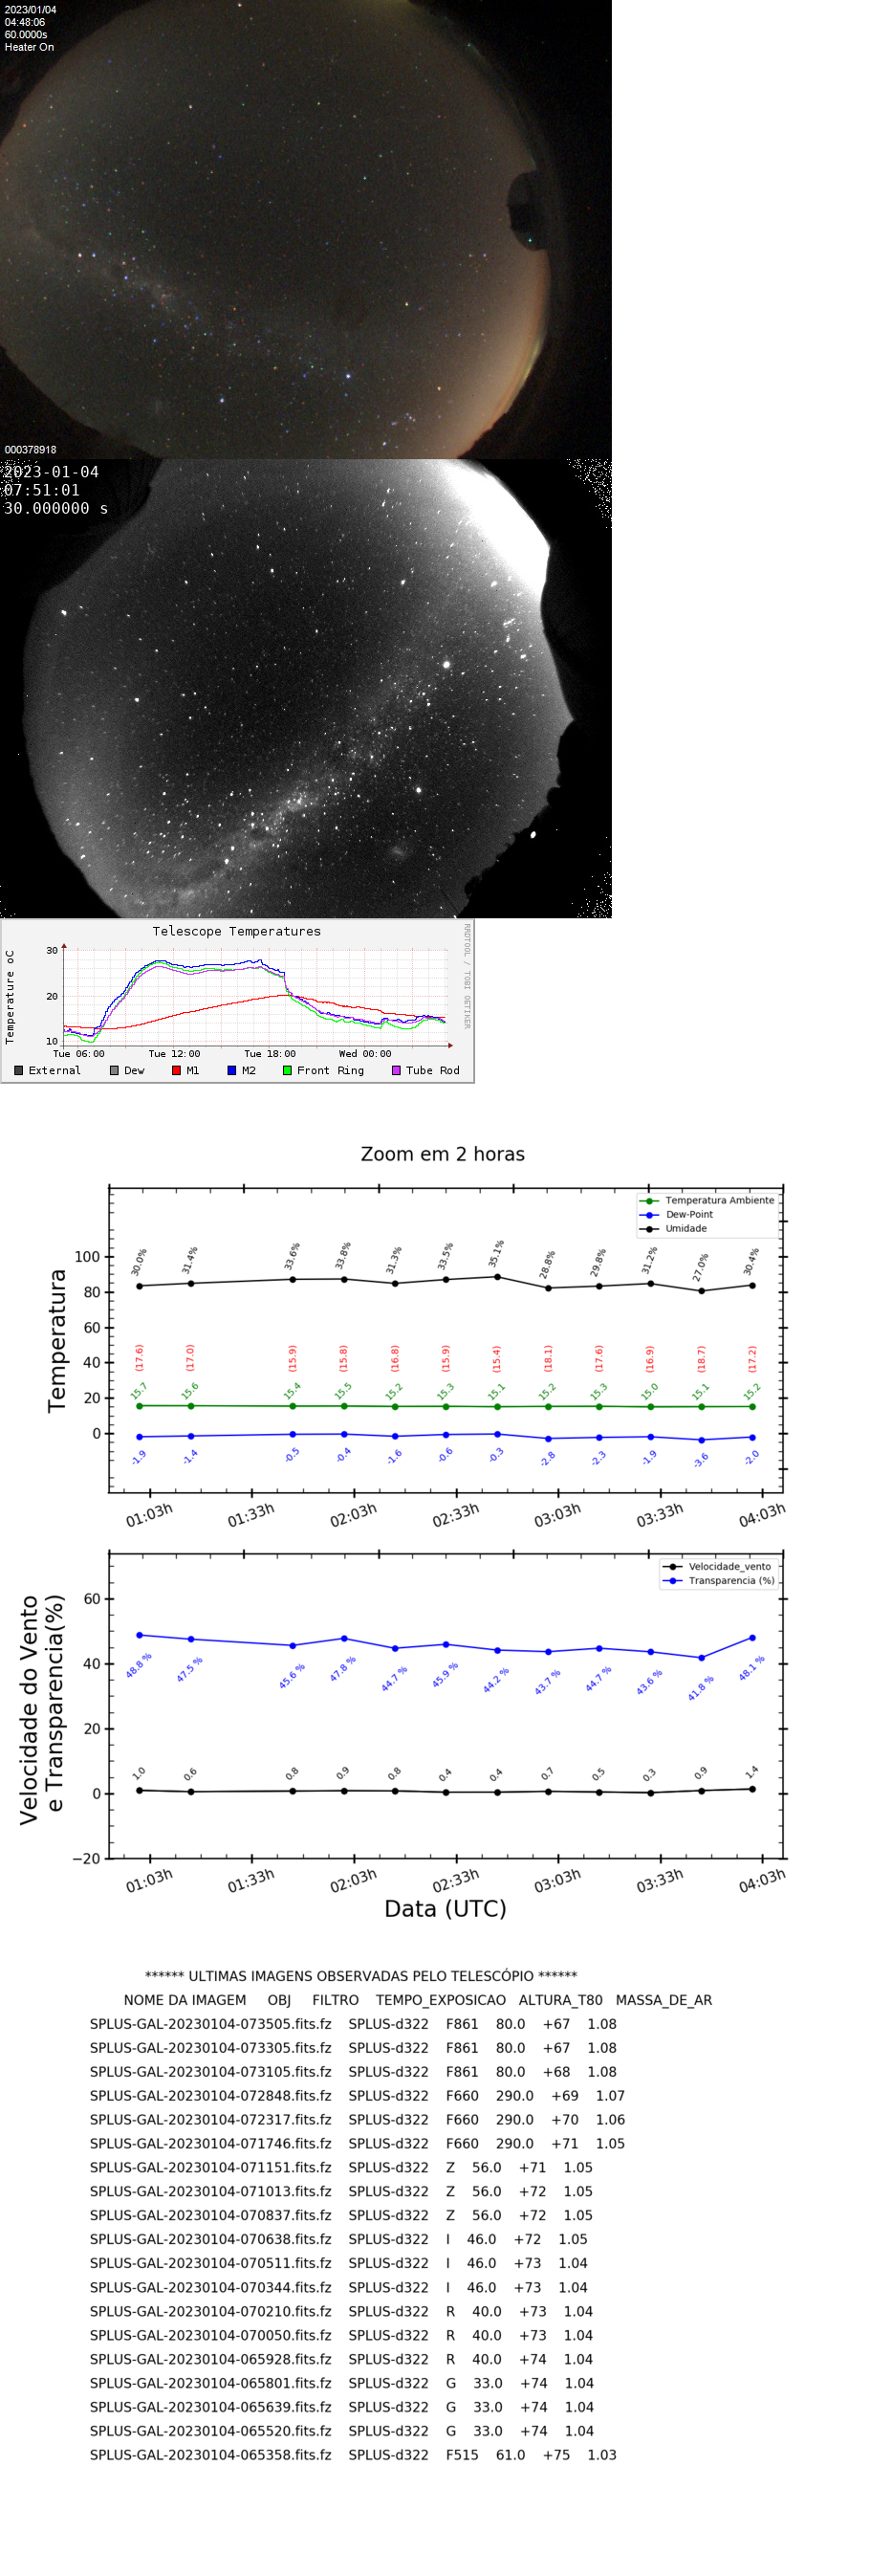 2023/01/04
04:48:06
60.0000s
Heater On
000378918
2023-01-04
07:51:01
30.000000 s
Telescope Temperatures
RRDTOOL / TOBI OETIKER
Temperature oC
30
20
10
Tue 06:00 Tue 12:00 Tue 18:00 Wed 00:00
External Dew M1 M2 Front Ring Tube Rod
Zoom em 2 horas
Temperatura Ambiente
Dew-Point
Umidade
Temperatura
100
80
60
40
20
0
30.0% 31.4% 33.6% 33.8% 31.3% 33.5% 35.1% 28.8% 29.8% 31.2% 27.0% 30.4%
(17.6) (17.0) (15.9) (15.8) (16.8) (15.9) (15.4) (18.1) (17.6) (16.9) (18.7) (17.2)
15.7 15.6 15.4 15.5 15.2 15.3 15.1 15.2 15.3 15.0 15.1 15.2
-1.9 -1.4 -0.5 -0.4 -1.6 -0.6 -0.3 -2.8 -2.3 -1.9 -3.6 -2.0
01:03h 01:33h 02:03h 02:33h 03:03h 03:33h 04:03h
Velocidade_vento
Transparencia (%)
Velocidade do Vento
e Transparencia(%)
60
40
20
0
−20
48.8 % 47.5 % 45.6 % 47.8 % 44.7 % 45.9 % 44.2 % 43.7 % 44.7 % 43.6 % 41.8 % 48.1 %
1.0 0.6 0.8 0.9 0.8 0.4 0.4 0.7 0.5 0.3 0.9 1.4
01:03h 01:33h 02:03h 02:33h 03:03h 03:33h 04:03h
Data (UTC)
****** ULTIMAS IMAGENS OBSERVADAS PELO TELESCÓPIO ******
NOME DA IMAGEM OBJ FILTRO TEMPO_EXPOSICAO ALTURA_T80 MASSA_DE_AR
SPLUS-GAL-20230104-073505.fits.fz SPLUS-d322 F861 80.0 +67 1.08
SPLUS-GAL-20230104-073305.fits.fz SPLUS-d322 F861 80.0 +67 1.08
SPLUS-GAL-20230104-073105.fits.fz SPLUS-d322 F861 80.0 +68 1.08
SPLUS-GAL-20230104-072848.fits.fz SPLUS-d322 F660 290.0 +69 1.07
SPLUS-GAL-20230104-072317.fits.fz SPLUS-d322 F660 290.0 +70 1.06
SPLUS-GAL-20230104-071746.fits.fz SPLUS-d322 F660 290.0 +71 1.05
SPLUS-GAL-20230104-071151.fits.fz SPLUS-d322 Z 56.0 +71 1.05
SPLUS-GAL-20230104-071013.fits.fz SPLUS-d322 Z 56.0 +72 1.05
SPLUS-GAL-20230104-070837.fits.fz SPLUS-d322 Z 56.0 +72 1.05
SPLUS-GAL-20230104-070638.fits.fz SPLUS-d322 I 46.0 +72 1.05
SPLUS-GAL-20230104-070511.fits.fz SPLUS-d322 I 46.0 +73 1.04
SPLUS-GAL-20230104-070344.fits.fz SPLUS-d322 I 46.0 +73 1.04
SPLUS-GAL-20230104-070210.fits.fz SPLUS-d322 R 40.0 +73 1.04
SPLUS-GAL-20230104-070050.fits.fz SPLUS-d322 R 40.0 +73 1.04
SPLUS-GAL-20230104-065928.fits.fz SPLUS-d322 R 40.0 +74 1.04
SPLUS-GAL-20230104-065801.fits.fz SPLUS-d322 G 33.0 +74 1.04
SPLUS-GAL-20230104-065639.fits.fz SPLUS-d322 G 33.0 +74 1.04
SPLUS-GAL-20230104-065520.fits.fz SPLUS-d322 G 33.0 +74 1.04
SPLUS-GAL-20230104-065358.fits.fz SPLUS-d322 F515 61.0 +75 1.03